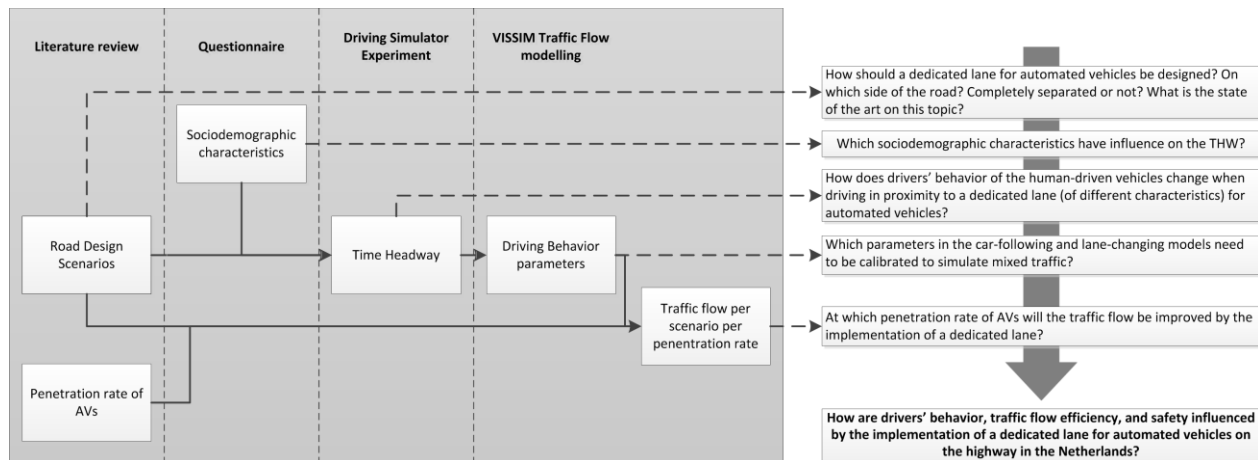 Literature review
Questionnaire
Driving Simulator
Experiment
VISSIM Traffic Flow
modelling
Sociodemographic
characteristics
Road Design
Scenarios
Time Headway
Driving Behavior
parameters
Traffic flow per
scenario per
penentration rate
Penetration rate of
AVs
How should a dedicated lane for automated vehicles be designed? On
which side of the road? Completely separated or not? What is the state
of the art on this topic?
Which sociodemographic characteristics have influence on the THW?
How does drivers’ behavior of the human-driven vehicles change when
driving in proximity to a dedicated lane (of different characteristics) for
automated vehicles?
Which parameters in the car-following and lane-changing models need
to be calibrated to simulate mixed traffic?
At which penetration rate of AVs will the traffic flow be improved by the
implementation of a dedicated lane?
How are drivers’ behavior, traffic flow efficiency, and safety influenced
by the implementation of a dedicated lane for automated vehicles on
the highway in the Netherlands?